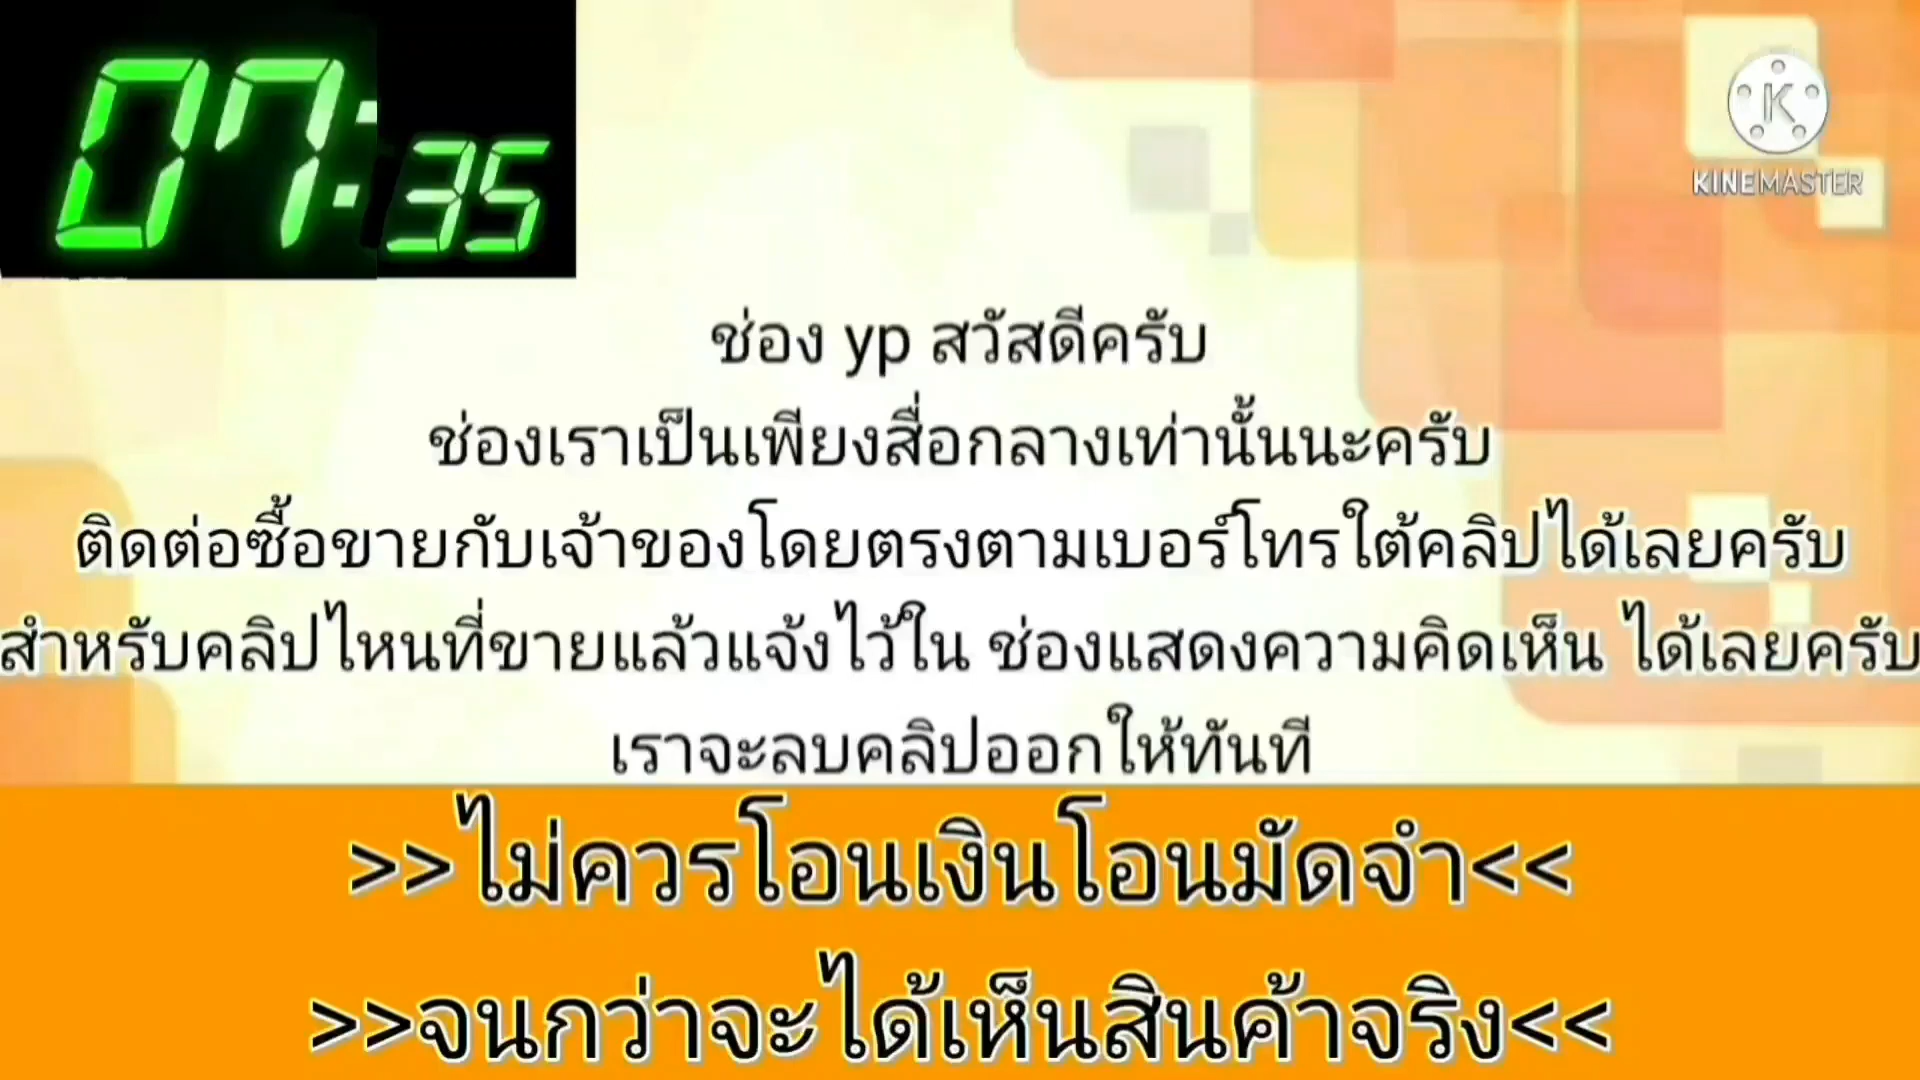 07:35
KINEMASTER
ช่อง yp สวัสดีครับ
ช่องเราเป็นเพียงสื่อกลางเท่านั้นนะครับ
ติดต่อซื้อขายกับเจ้าของโดยตรงตามเบอร์โทรใต้คลิปได้เลยครับ
สำหรับคลิปไหนที่ขายแล้วแจ้งไว้ใน ช่องแสดงความคิดเห็น ได้เลยครับ
เราจะลบคลิปออกให้ทันที
>>ไม่ควรโอนเงินโอนมัดจำ<<
>>จนกว่าจะได้เห็นสินค้าจริง<<